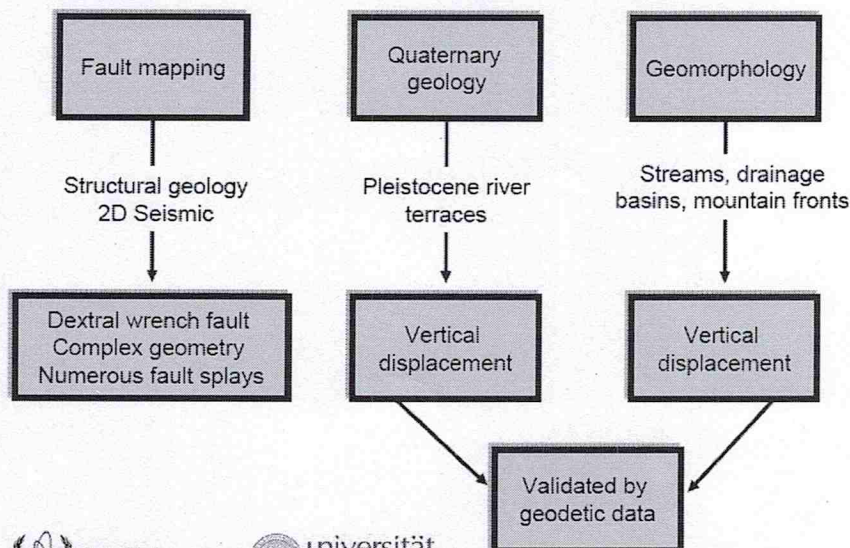 Fault mapping
Quaternary
geology
Geomorphology
Structural geology
2D Seismic
Pleistocene river
terraces
Streams, drainage
basins, mountain fronts
Dextral wrench fault
Complex geometry
Numerous fault splays
Vertical
displacement
Vertical
displacement
Validated by
geodetic data
universität